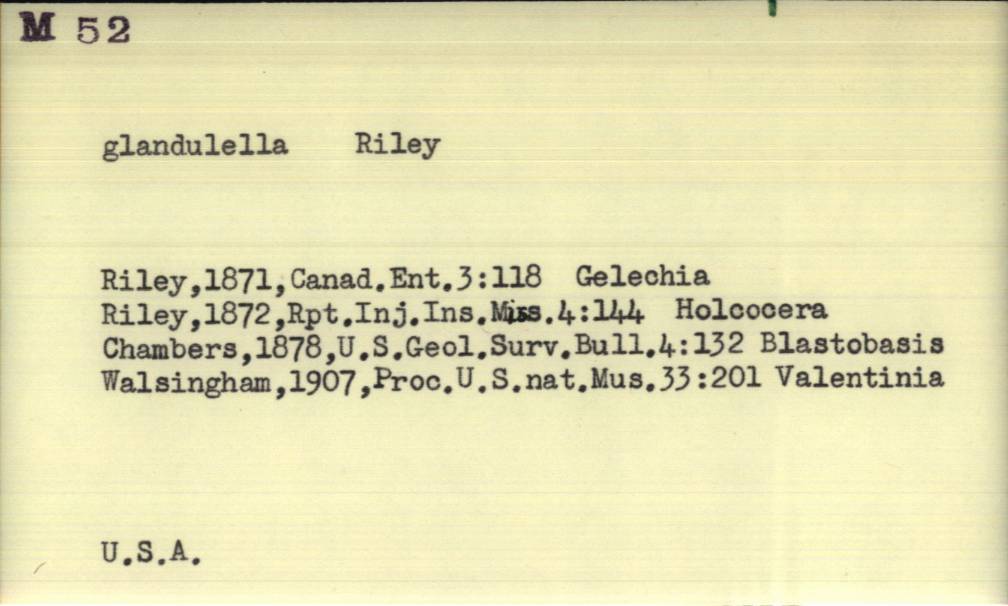 M 52
glandulella Riley
Riley,1871,Canad.Ent.3:118 Gelechia
Riley,1872,Rpt.Inj.Ins.Miss.4:144 Holcocera
Chambers,1878,U.S.Geol.Surv.Bull.4:132 Blastobasis
Walsingham,1907,Proc.U.S.nat.Mus.33:201 Valentinia
U.S.A.